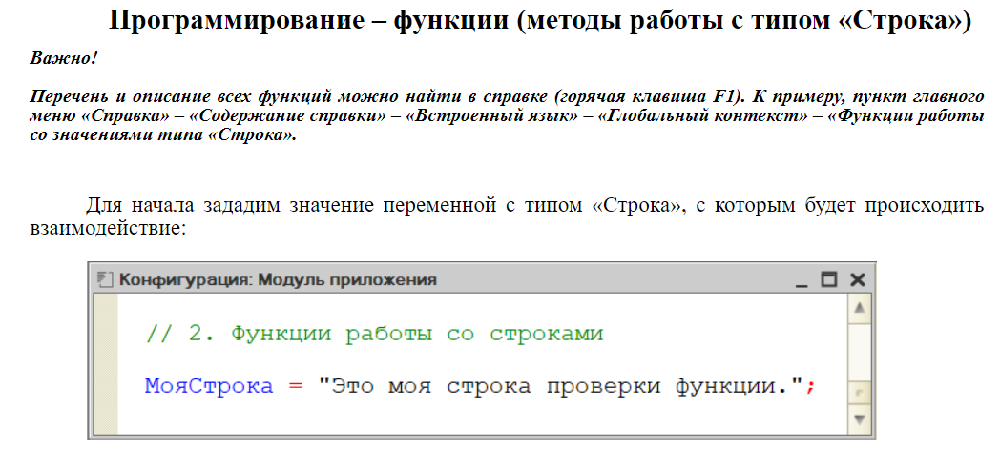 Программирование – функции (методы работы с типом «Строка»)
Важно!
Перечень и описание всех функций можно найти в справке (горячая клавиша F1). К примеру, пункт главного
меню «Справка» – «Содержание справки» – «Встроенный язык» – «Глобальный контекст» – «Функции работы
со значениями типа «Строка».
Для начала зададим значение переменной с типом «Строка», с которым будет происходить
взаимодействие:
Конфигурация: Модуль приложения
// 2. Функции работы со строками
МояСтрока = "Это моя строка проверки функции.";